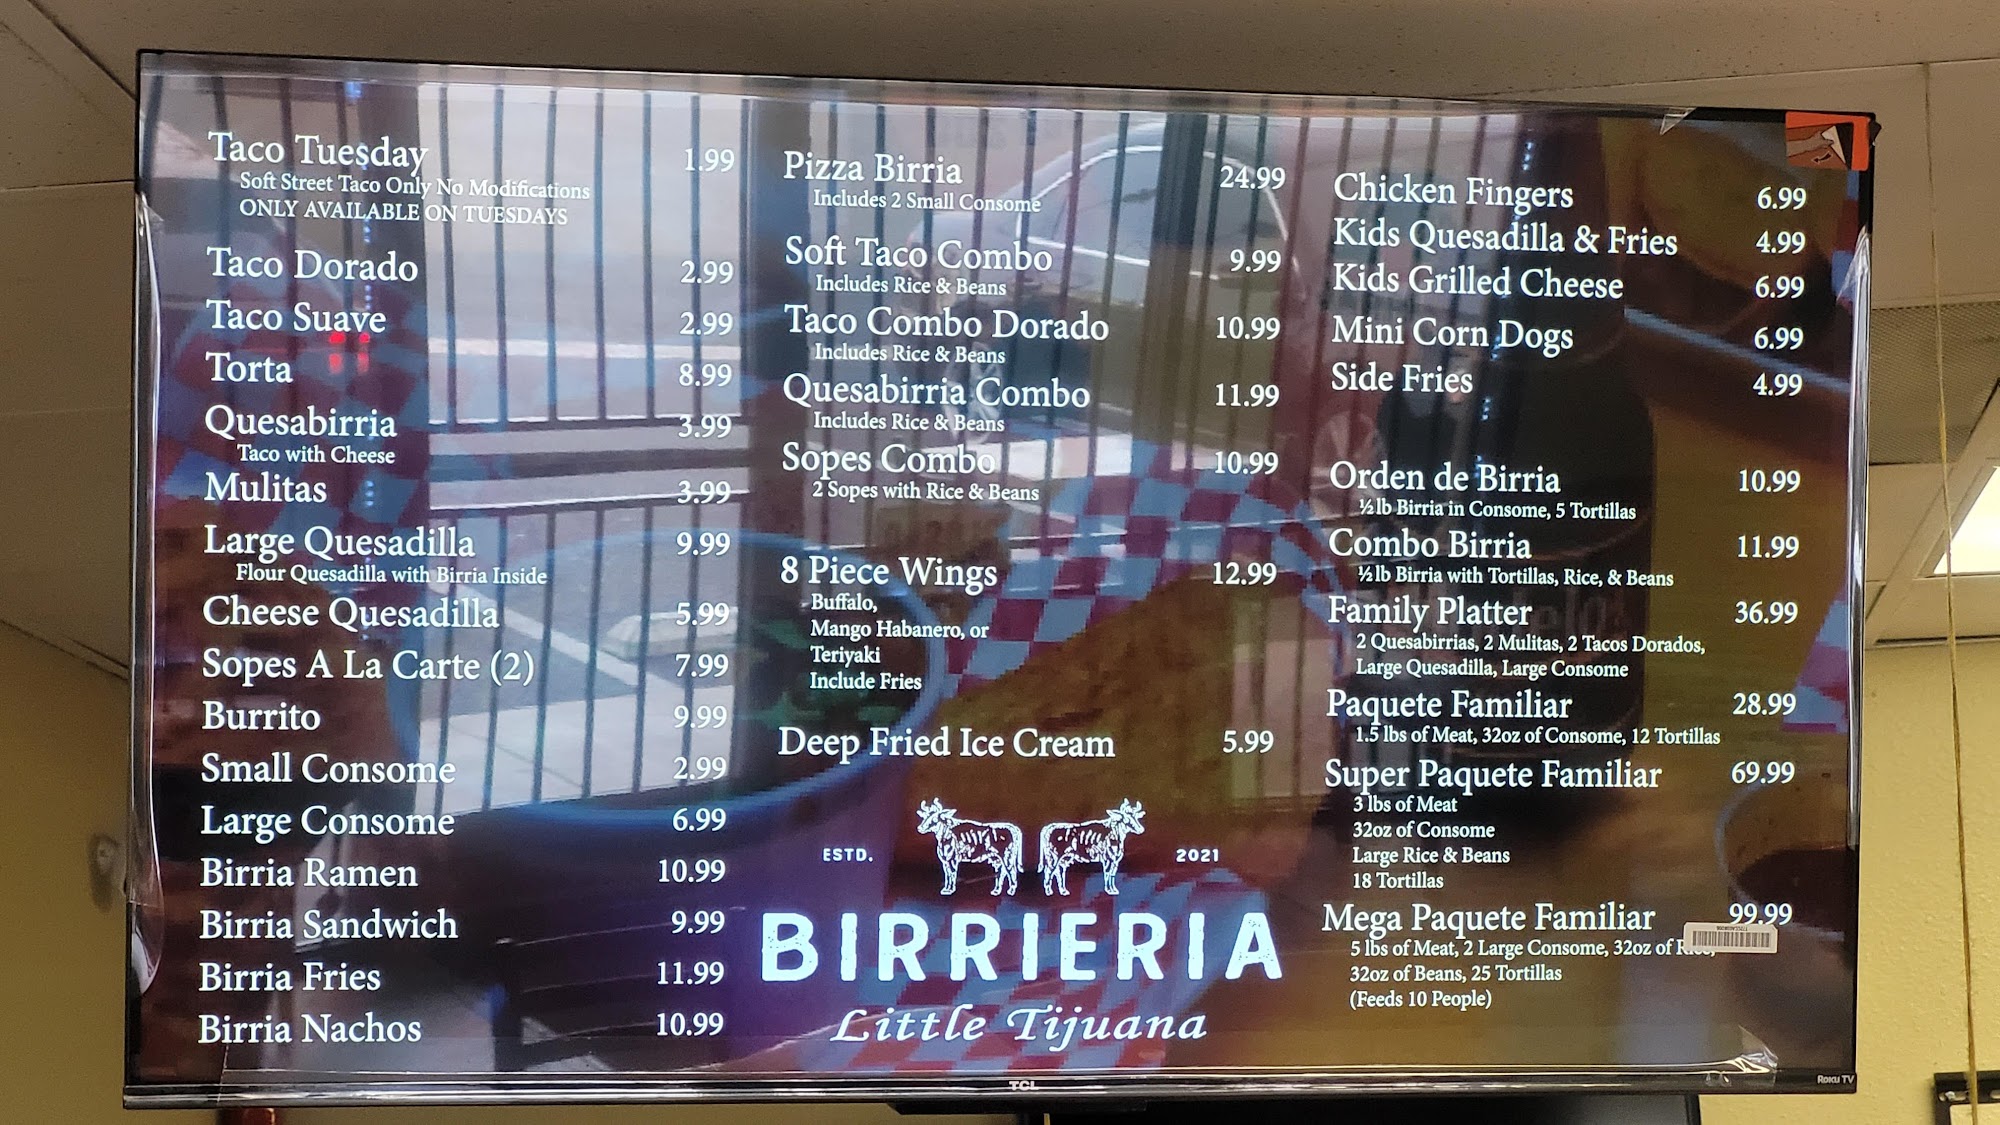 Taco Tuesday 1.99
Soft Street Taco Only No Modifications
ONLY AVAILABLE ON TUESDAYS
Taco Dorado 2.99
Taco Suave 2.99
Torta 8.99
Quesabirria 3.99
Taco with Cheese
Mulitas 3.99
Large Quesadilla 9.99
Flour Quesadilla with Birria Inside
Cheese Quesadilla 5.99
Sopes A La Carte (2) 7.99
Burrito 9.99
Small Consome 2.99
Large Consome 6.99
Birria Ramen 10.99
Birria Sandwich 9.99
Birria Fries 11.99
Birria Nachos 10.99
Pizza Birria 24.99
Includes 2 Small Consome
Soft Taco Combo 9.99
Includes Rice & Beans
Taco Combo Dorado 10.99
Includes Rice & Beans
Quesabirria Combo 11.99
Includes Rice & Beans
Sopes Combo 10.99
2 Sopes with Rice & Beans
8 Piece Wings 12.99
Buffalo,
Mango Habanero, or
Teriyaki
Include Fries
Deep Fried Ice Cream 5.99
ESTD. 2021
BIRRIERIA
Little Tijuana
Chicken Fingers 6.99
Kids Quesadilla & Fries 4.99
Kids Grilled Cheese 6.99
Mini Corn Dogs 6.99
Side Fries 4.99
Orden de Birria 10.99
½ lb Birria in Consome, 5 Tortillas
Combo Birria 11.99
½ lb Birria with Tortillas, Rice, & Beans
Family Platter 36.99
2 Quesabirrias, 2 Mulitas, 2 Tacos Dorados,
Large Quesadilla, Large Consome
Paquete Familiar 28.99
1.5 lbs of Meat, 32oz of Consome, 12 Tortillas
Super Paquete Familiar 69.99
3 lbs of Meat
32oz of Consome
Large Rice & Beans
18 Tortillas
Mega Paquete Familiar 99.99
5 lbs of Meat, 2 Large Consome, 32oz of Rice,
32oz of Beans, 25 Tortillas
(Feeds 10 People)
TCL
Roku TV